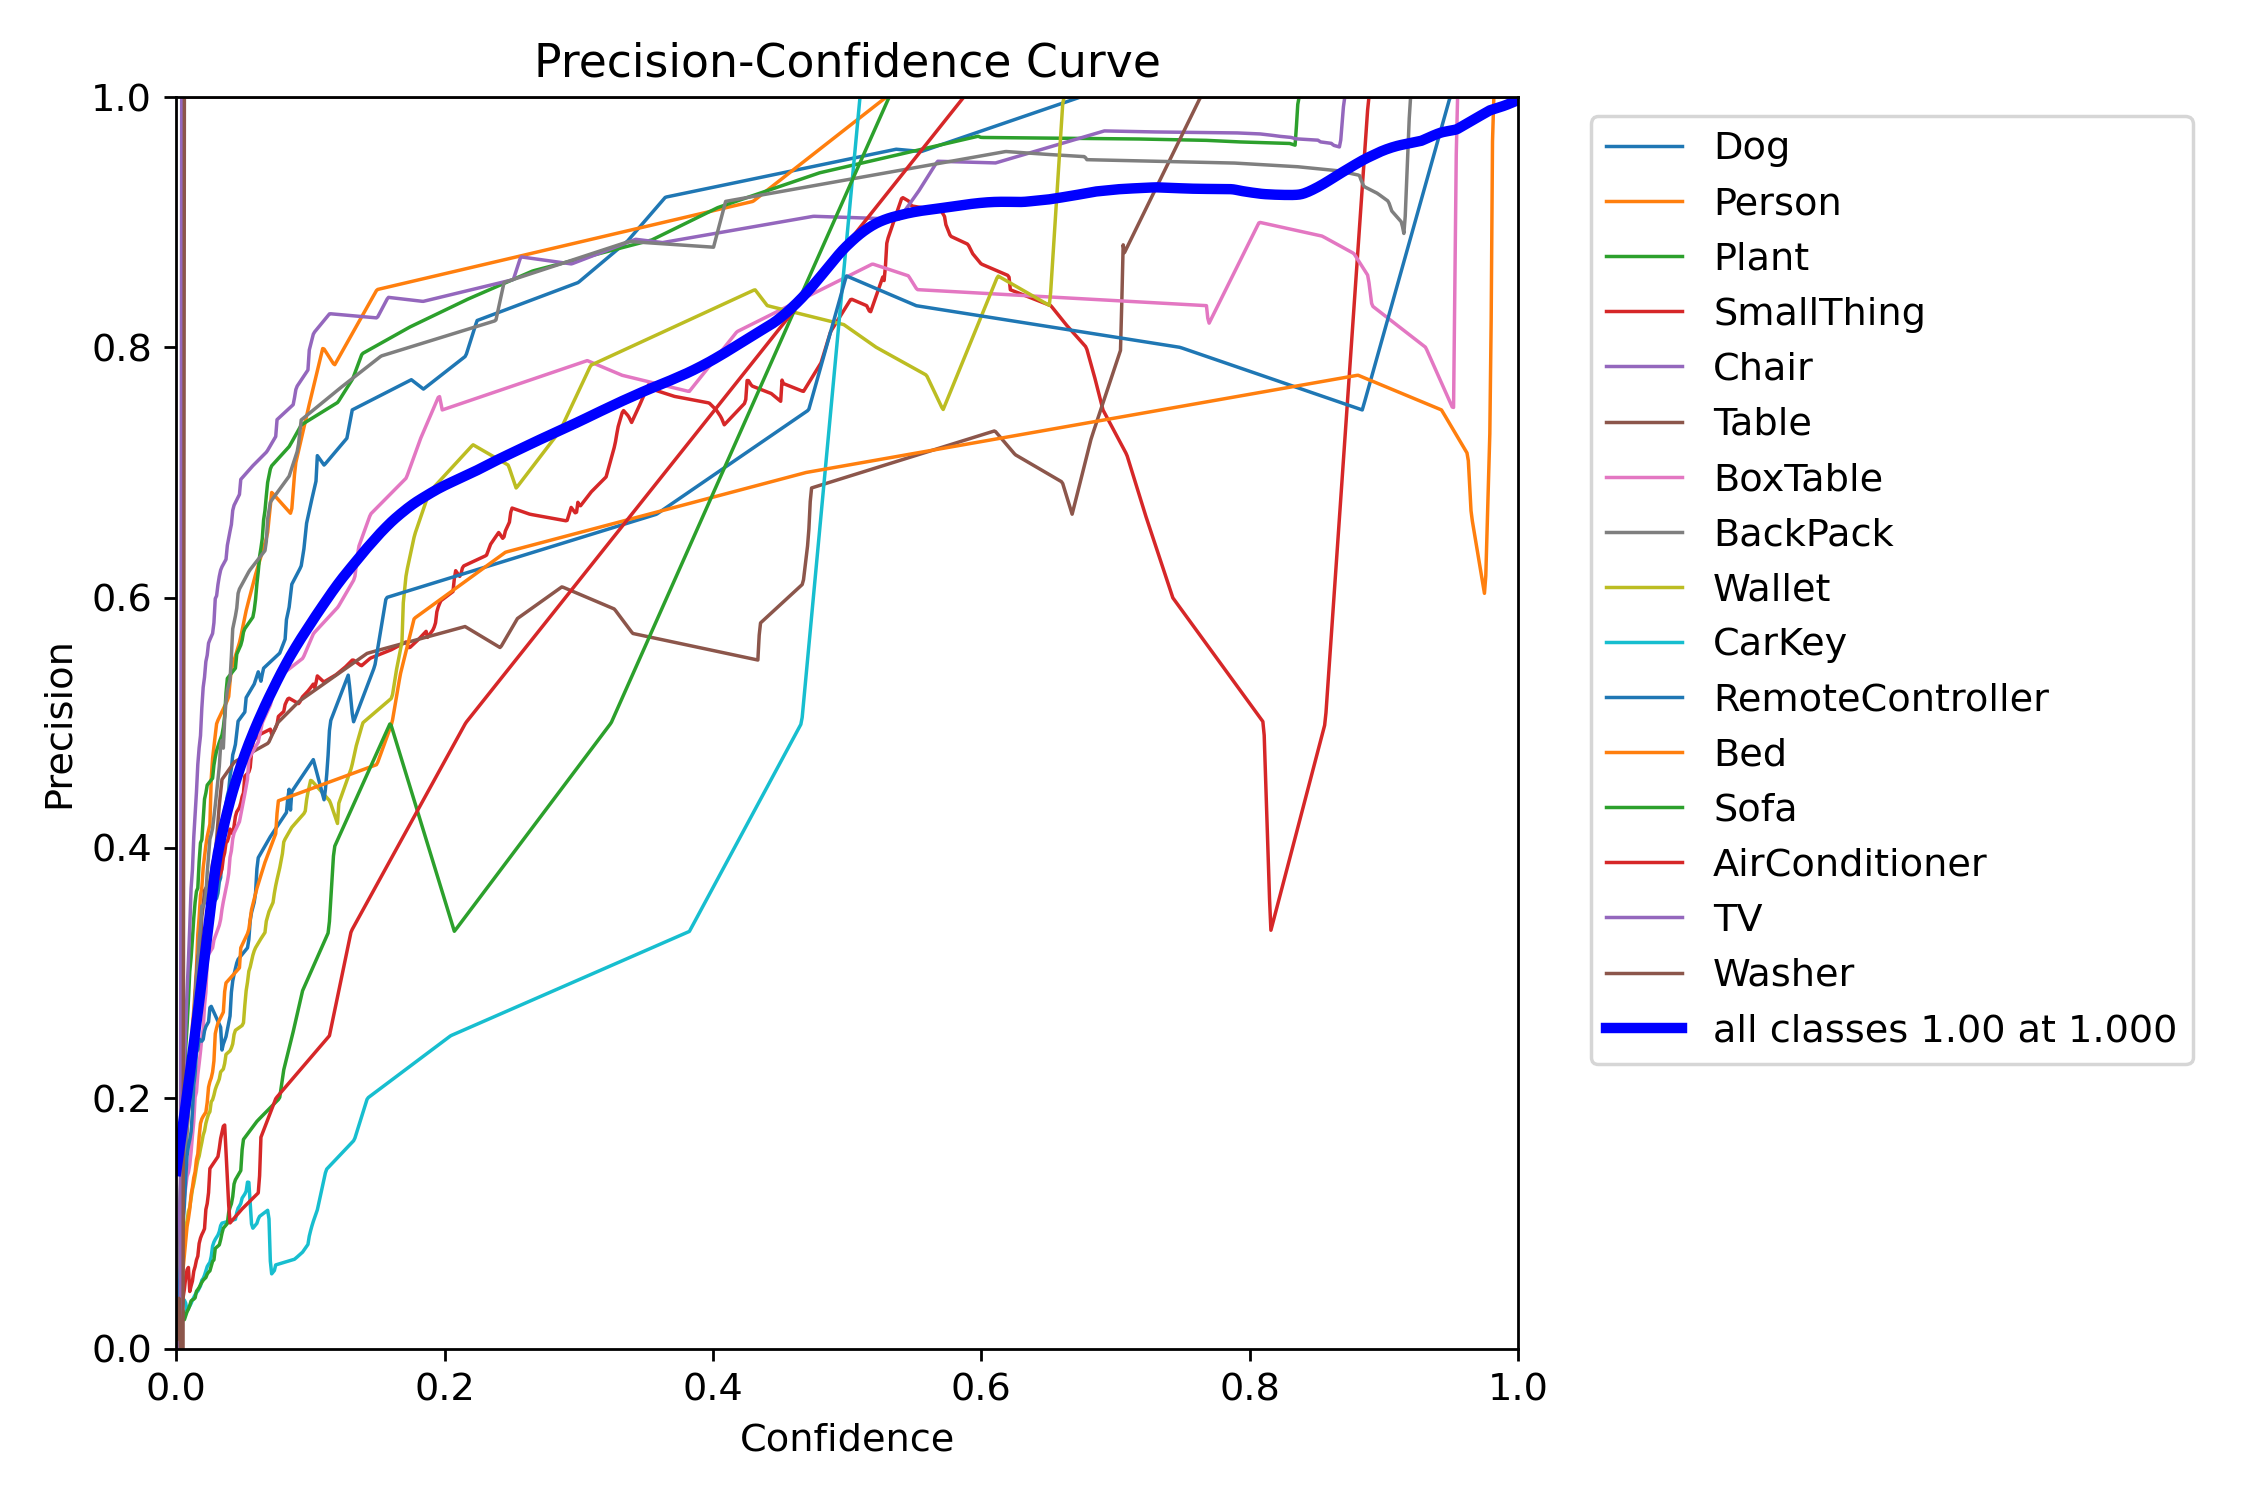 Precision-Confidence Curve
1.0
0.8
0.6
0.4
0.2
0.0
Precision
0.0 0.2 0.4 0.6 0.8 1.0
Confidence
Dog
Person
Plant
SmallThing
Chair
Table
BoxTable
BackPack
Wallet
CarKey
RemoteController
Bed
Sofa
AirConditioner
TV
Washer
all classes 1.00 at 1.000